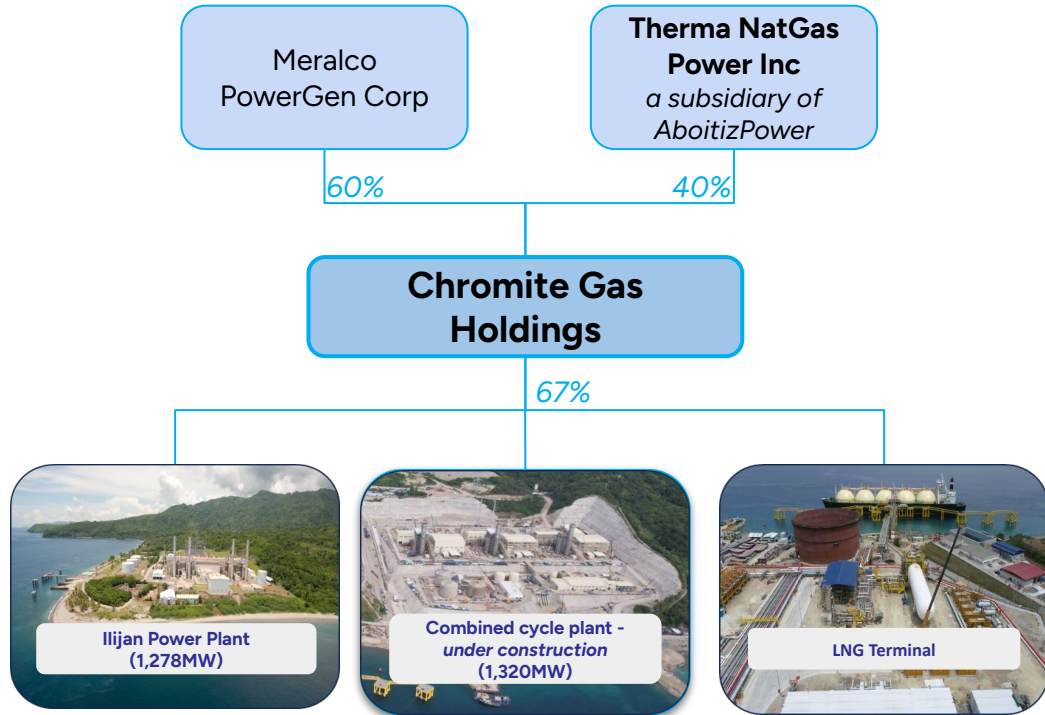 Meralco
PowerGen Corp
Therma NatGas
Power Inc
a subsidiary of
AboitizPower
60%
40%
Chromite Gas
Holdings
67%
Ilijan Power Plant
(1,278MW)
Combined cycle plant -
under construction
(1,320MW)
LNG Terminal